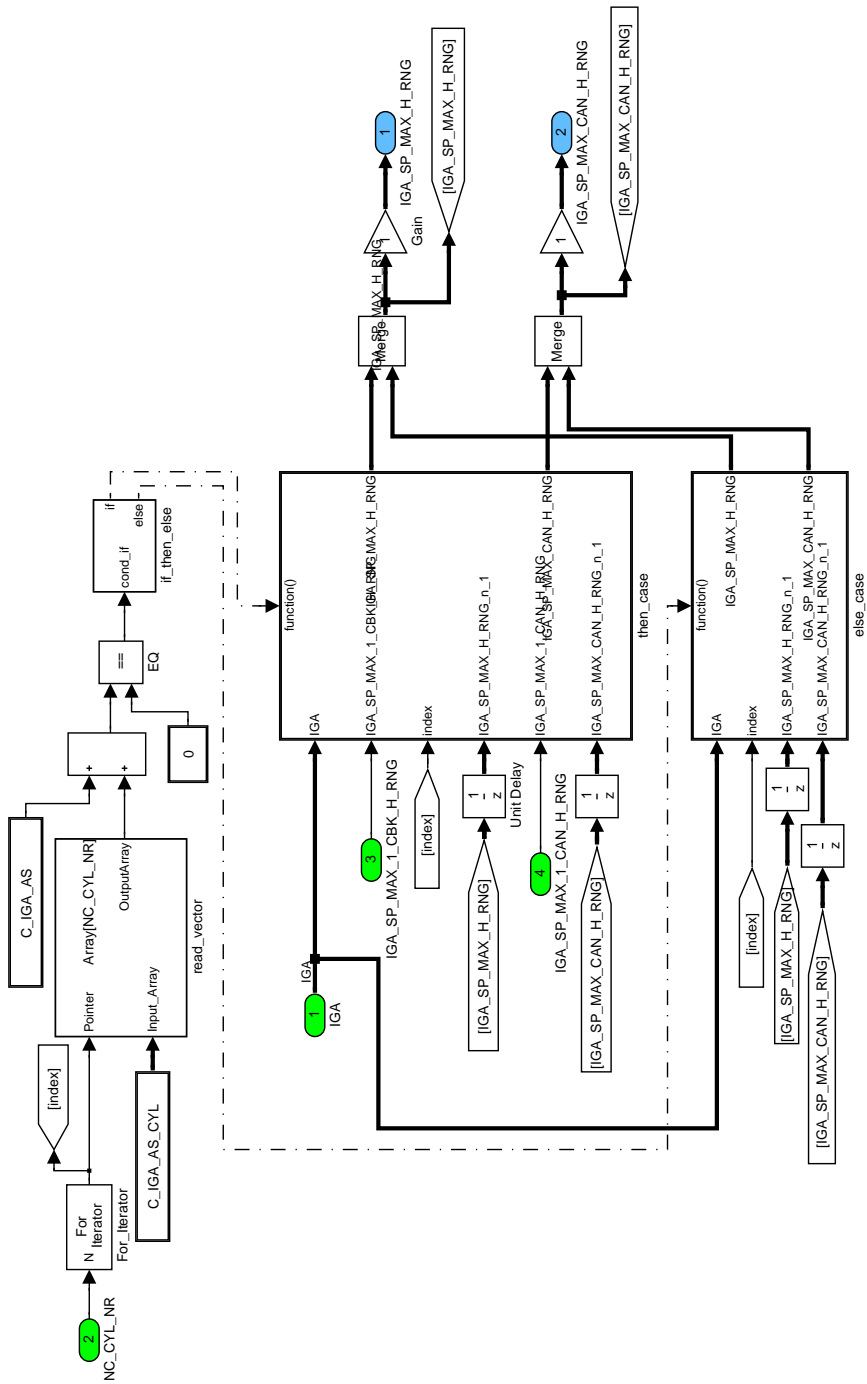 2
NC_CYL_NR
N
For
Iterator
For_Iterator
[index]
C_IGA_AS_CYL
Pointer
Input_Array
Array[NC_CYL_NR]
OutputArray
read_vector
C_IGA_AS
+
+
0
==
EQ
cond_if
if
else
if_then_else
1
IGA
IGA
3
IGA_SP_MAX_1_CBK_H_RNG
[index]
[IGA_SP_MAX_H_RNG]
1
z
Unit Delay
4
IGA_SP_MAX_1_CAN_H_RNG
[IGA_SP_MAX_CAN_H_RNG]
1
z
function()
IGA
IGA_SP_MAX_1_CBK_H_RNG
index
IGA_SP_MAX_H_RNG_n_1
IGA_SP_MAX_1_CAN_H_RNG
IGA_SP_MAX_CAN_H_RNG_n_1
IGA_SP_MAX_H_RNG
IGA_SP_MAX_CAN_H_RNG
then_case
[index]
[IGA_SP_MAX_H_RNG]
1
z
[IGA_SP_MAX_CAN_H_RNG]
1
z
function()
IGA
index
IGA_SP_MAX_H_RNG_n_1
IGA_SP_MAX_CAN_H_RNG_n_1
IGA_SP_MAX_H_RNG
IGA_SP_MAX_CAN_H_RNG
else_case
Merge
IGA_SP_MAX_H_RNG
1
Gain
1
IGA_SP_MAX_H_RNG
[IGA_SP_MAX_H_RNG]
Merge
1
2
IGA_SP_MAX_CAN_H_RNG
[IGA_SP_MAX_CAN_H_RNG]